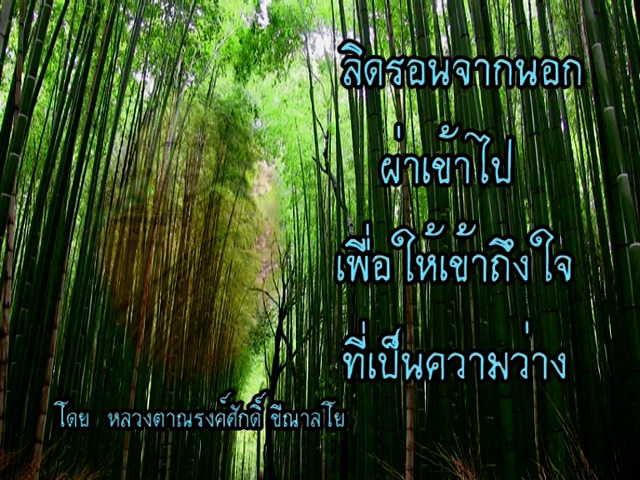 ลิดรอนจากนอก
ผ่าเข้าไป
เพื่อให้เข้าถึงใจ
ที่เป็นความว่าง
โดย หลวงตาณรงค์ศักดิ์ ขีณาลโย